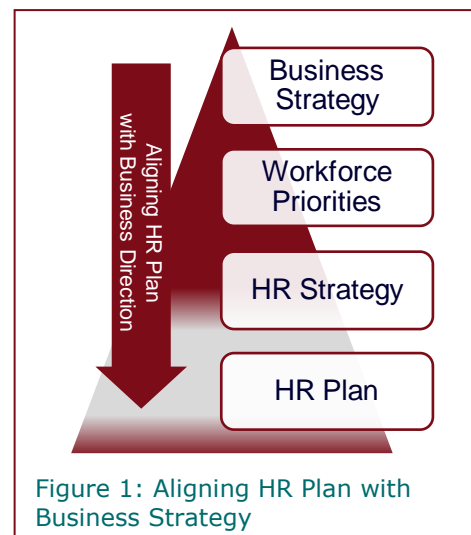 Business
Strategy
Workforce
Priorities
HR Strategy
HR Plan
Aligning HR Plan
with Business Direction
Figure 1: Aligning HR Plan with
Business Strategy